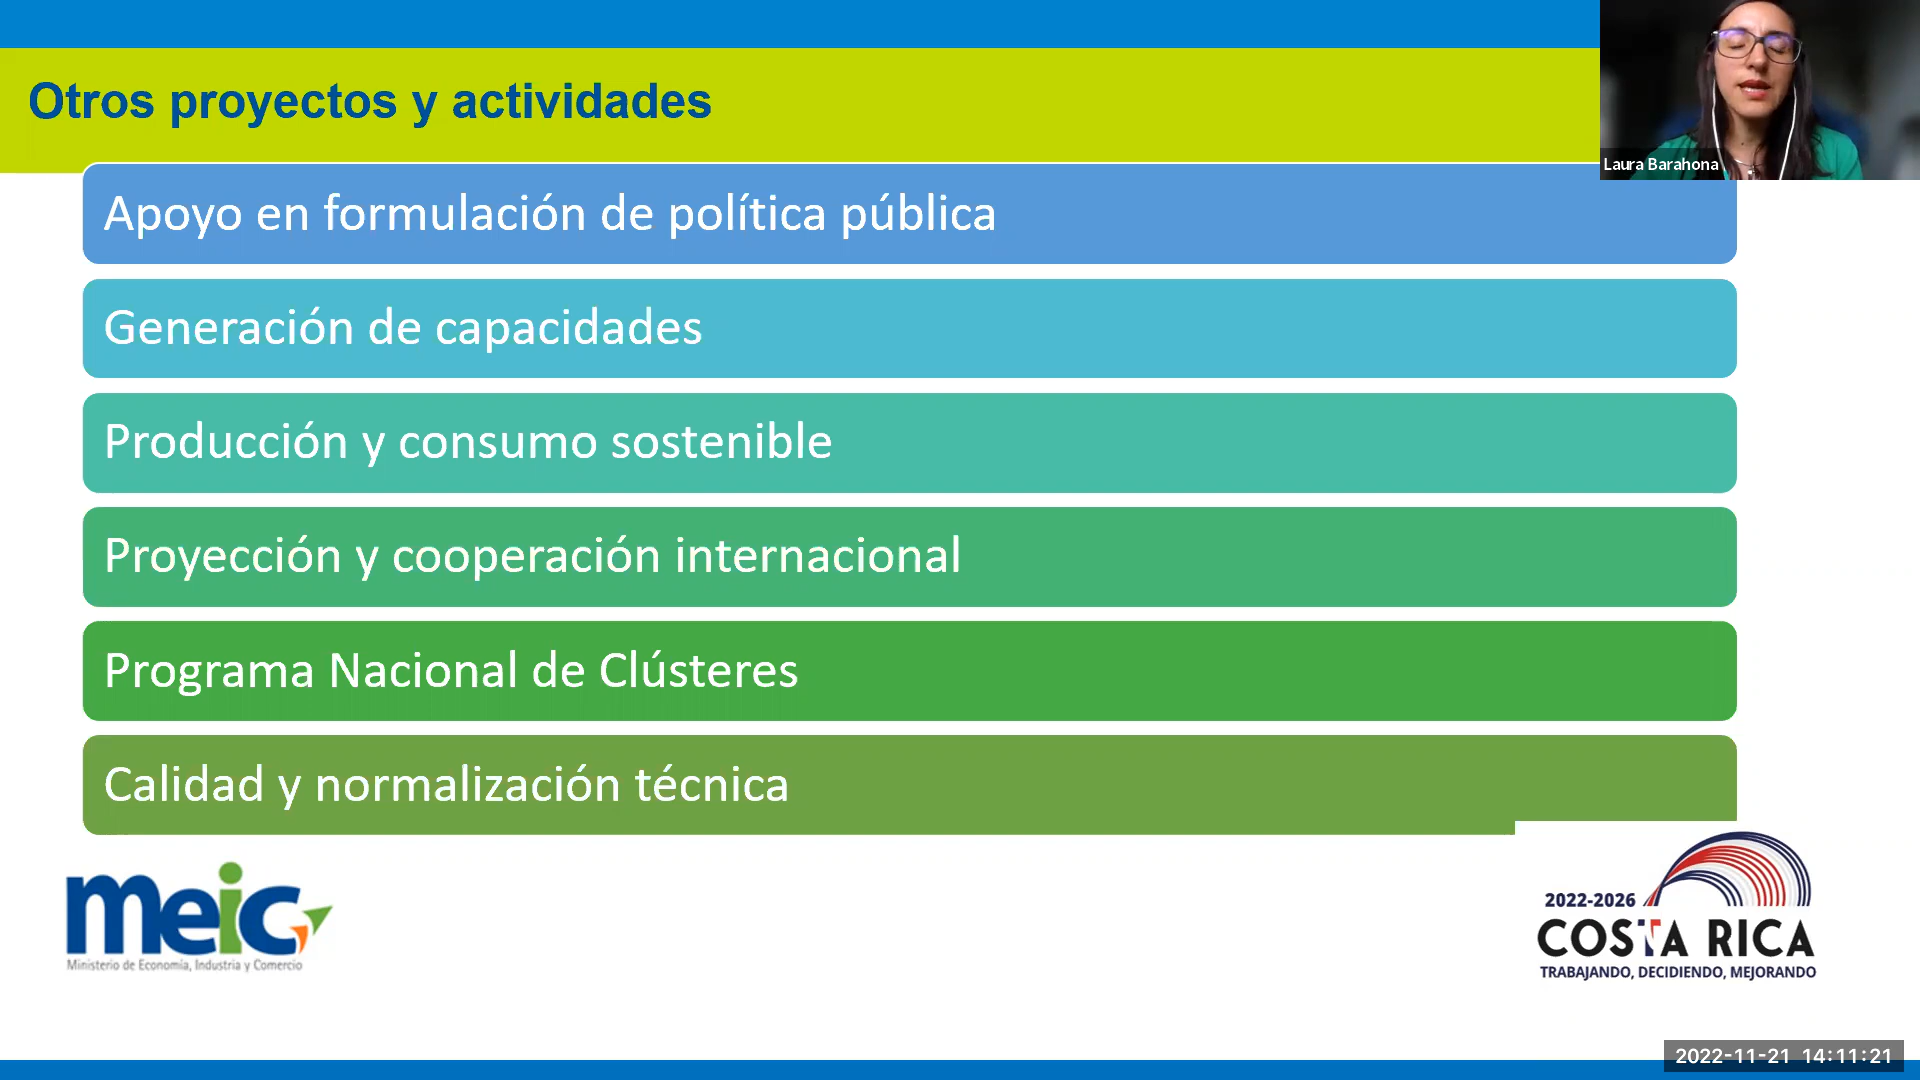 Otros proyectos y actividades
Laura Barahona
Apoyo en formulación de política pública
Generación de capacidades
Producción y consumo sostenible
Proyección y cooperación internacional
Programa Nacional de Clústeres
Calidad y normalización técnica
meic
Ministerio de Economía, Industria y Comercio
2022-2026
COSTA RICA
TRABAJANDO, DECIDIENDO, MEJORANDO
2022-11-21 14:11:21